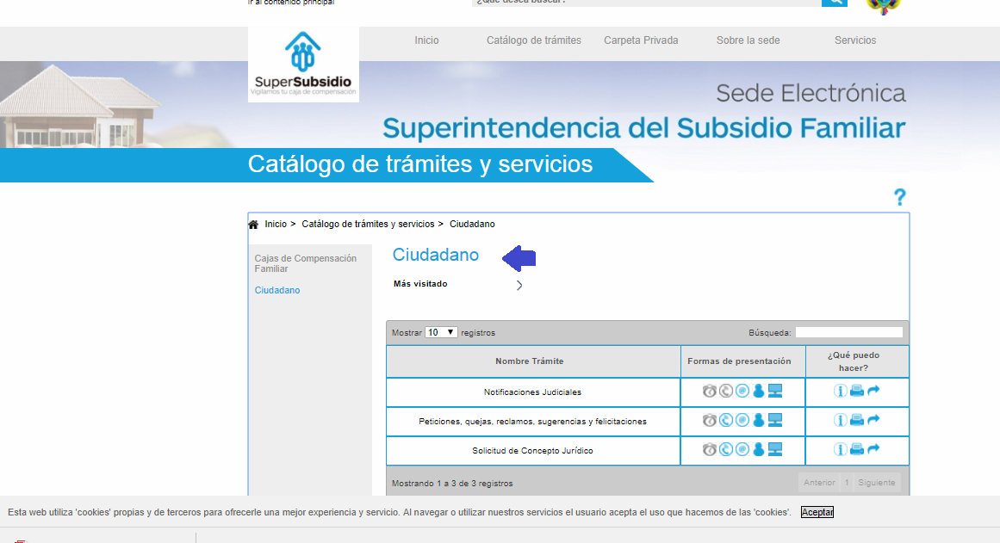 Ir al contenido principal
¿Qué desea buscar?
Inicio
Catálogo de trámites
Carpeta Privada
Sobre la sede
Servicios
SuperSubsidio
Vigilamos tu caja de compensación
Sede Electrónica
Superintendencia del Subsidio Familiar
Catálogo de trámites y servicios
?
Inicio > Catálogo de trámites y servicios > Ciudadano
Cajas de Compensación
Familiar
Ciudadano
Ciudadano
Más visitado
Mostrar 10 registros
Búsqueda:
Nombre Trámite
Formas de presentación
¿Qué puedo
hacer?
Notificaciones Judiciales
Peticiones, quejas, reclamos, sugerencias y felicitaciones
Solicitud de Concepto Jurídico
Mostrando 1 a 3 de 3 registros
Anterior 1 Siguiente
Esta web utiliza 'cookies' propias y de terceros para ofrecerle una mejor experiencia y servicio. Al navegar o utilizar nuestros servicios el usuario acepta el uso que hacemos de las 'cookies'. Aceptar